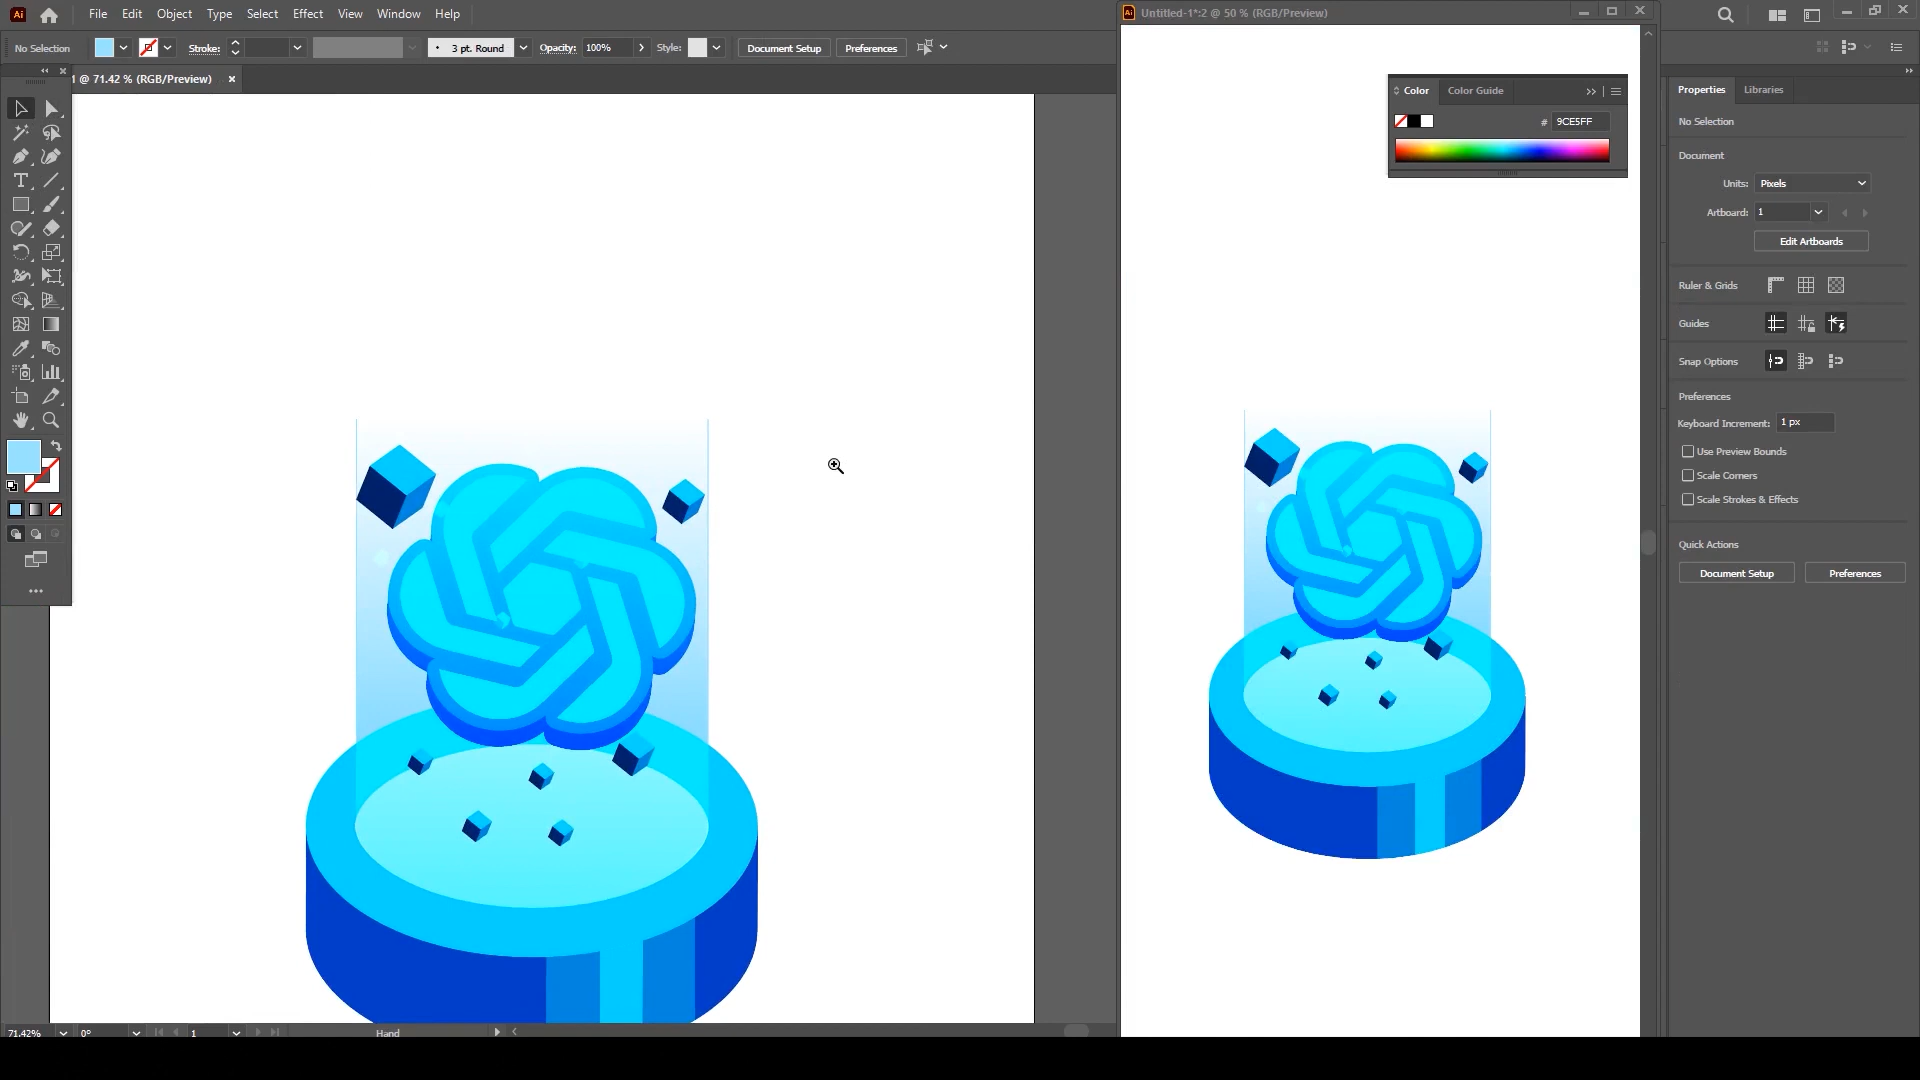 Ai File Edit Object Type Select Effect View Window Help
Untitled-1*:2 @ 50 % (RGB/Preview)
No Selection Stroke: 3 pt. Round Opacity: 100% Style: Document Setup Preferences
1 @ 71.42 % (RGB/Preview)
Color Color Guide
# 9CE5FF
Properties Libraries
No Selection
Document
Units: Pixels
Artboard: 1
Edit Artboards
Ruler & Grids
Guides
Snap Options
Preferences
Keyboard Increment: 1 px
Use Preview Bounds
Scale Corners
Scale Strokes & Effects
Quick Actions
Document Setup Preferences
71.42% 0° 1 Hand